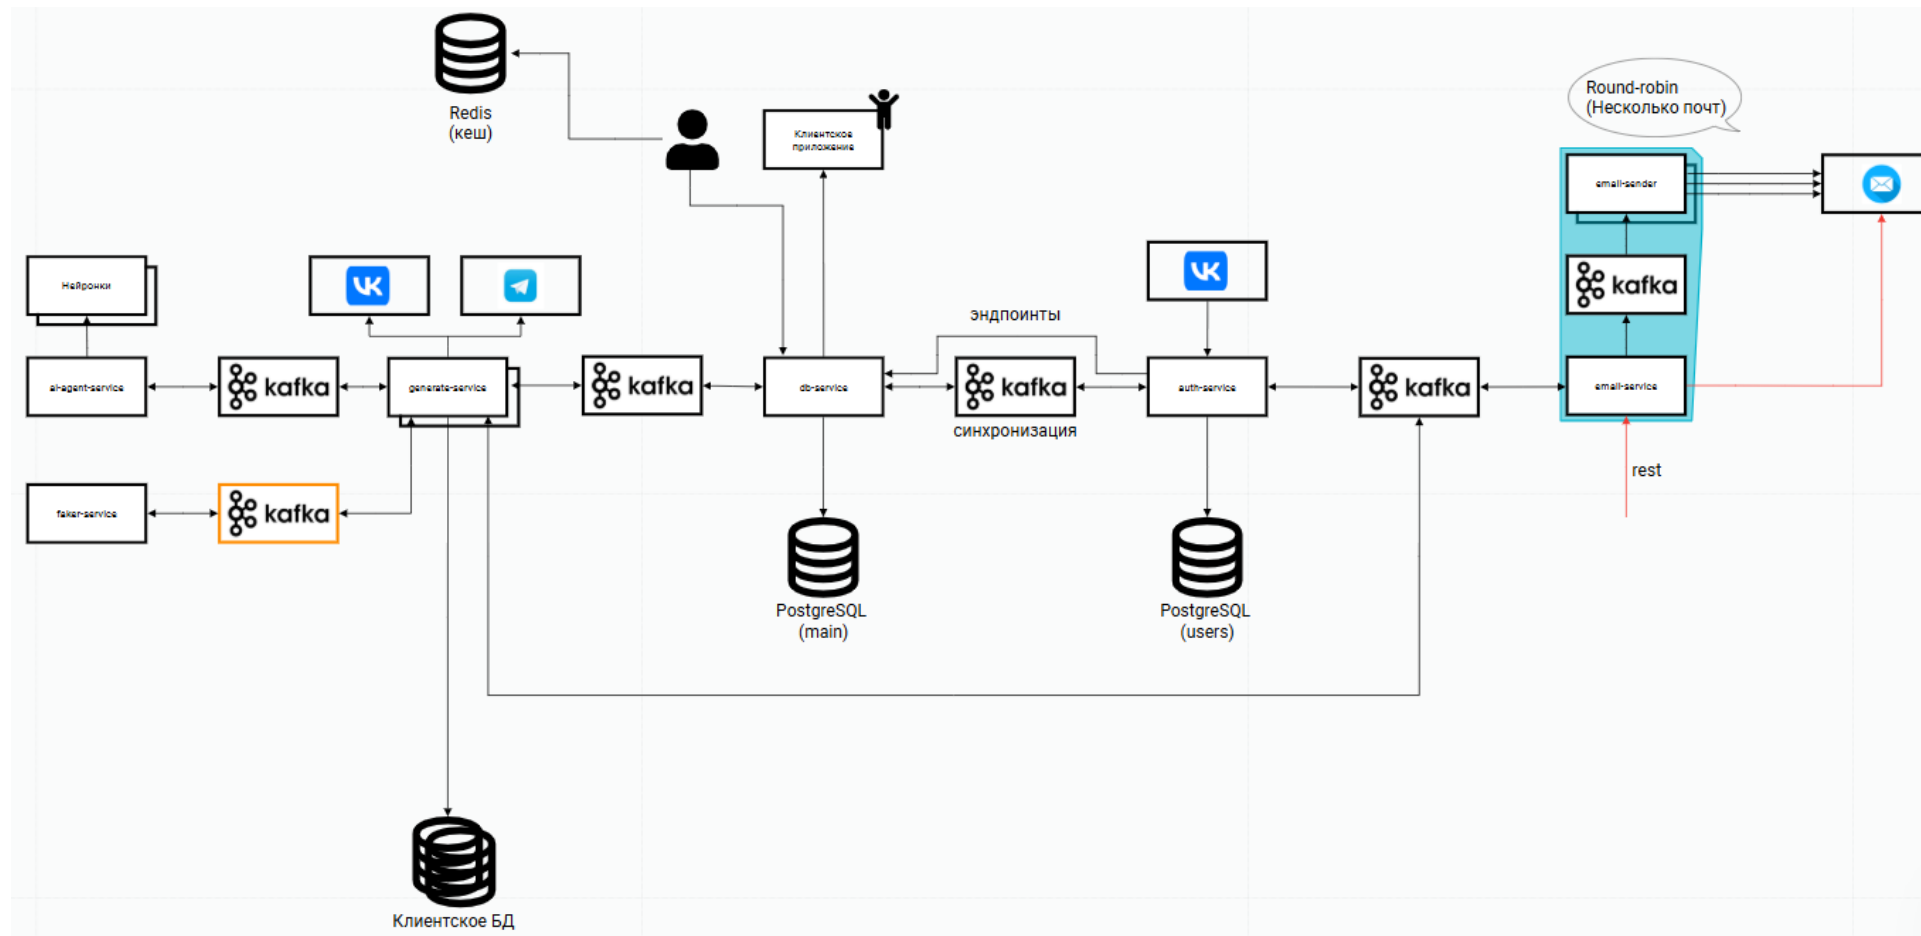 Redis
(кеш)
Клиентское
приложение
Round-robin
(Несколько почт)
email-sender
Нейронки
VK
VK
kafka
эндпоинты
ai-agent-service
kafka
generate-service
kafka
db-service
kafka
auth-service
kafka
email-service
синхронизация
rest
faker-service
kafka
PostgreSQL
(main)
PostgreSQL
(users)
Клиентское БД